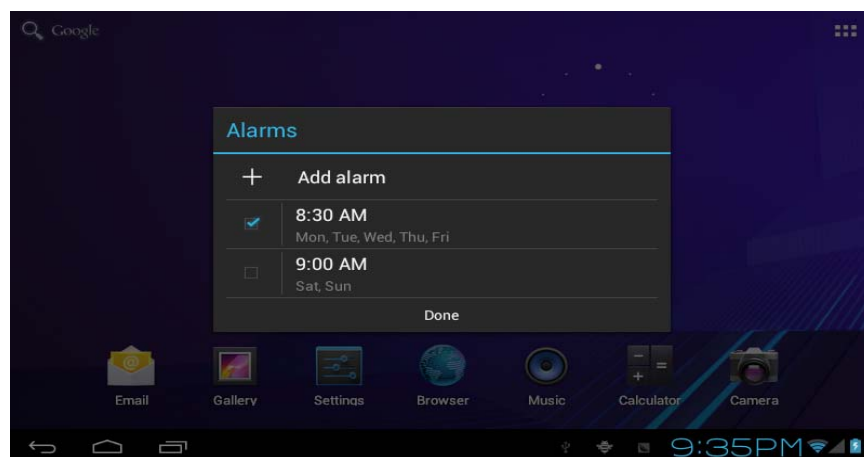 Google
Alarms
+ Add alarm
8:30 AM
Mon, Tue, Wed, Thu, Fri
9:00 AM
Sat, Sun
Done
Email Gallery Settings Browser Music Calculator Camera
9:35PM